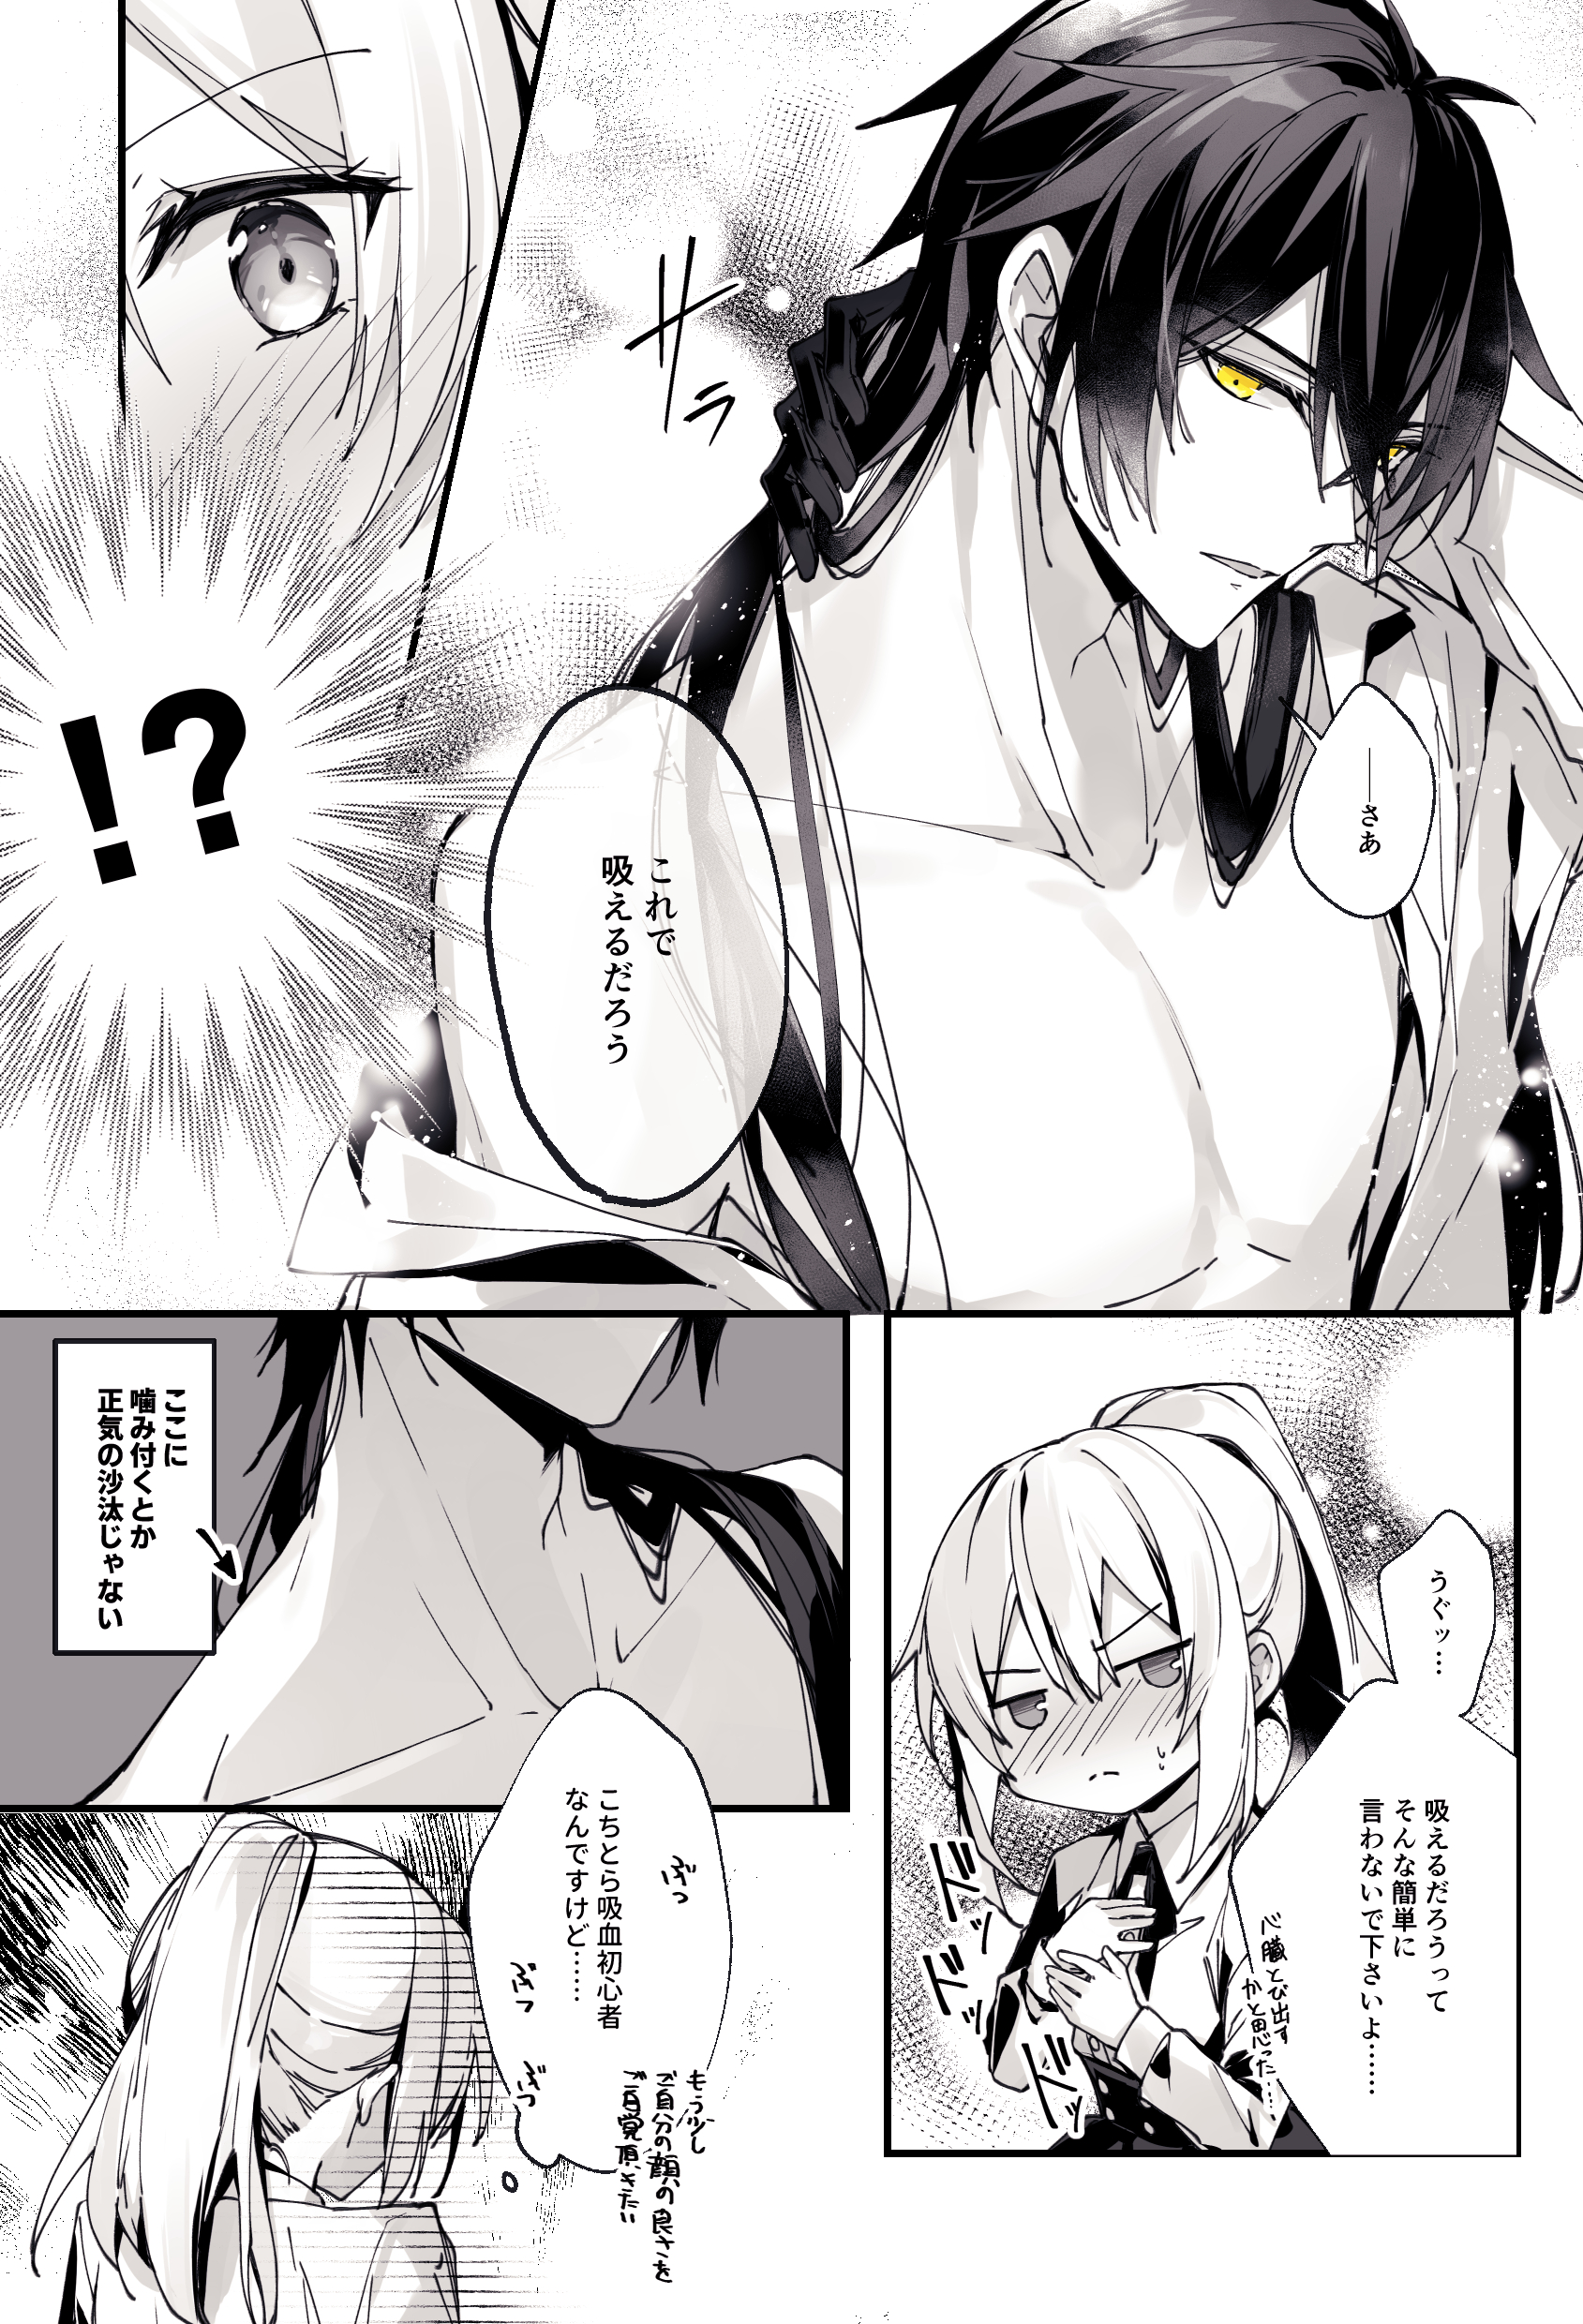 キラ
――さあ
これで
吸えるだろう
!?
うぐッ…
吸えるだろうって
そんな簡単に
言わないで下さいよ……
心臓とび出す
かと思った…
ドッ
ドッ
ドッ
ここに
噛み付くとか
正気の沙汰じゃない
こちとら吸血初心者
なんですけど……
ぶっ
ぶつ
ぶつ
もう少し
ご自分の顔の良さを
ご自覚頂きたい